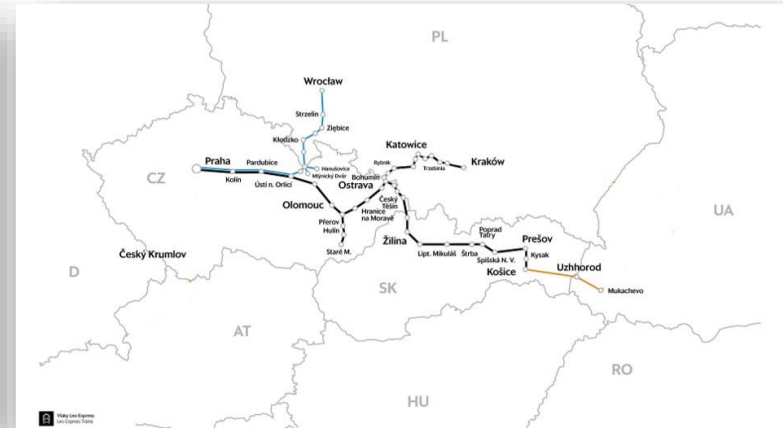 PL
Wrocław
Strzelin
Ziębice
Kłodzko
Katowice
Praha
Pardubice
Hanušovice
Mlýnický Dvůr
Rybnik
Trzebinia
Kraków
CZ
Kolín
Ústí n. Orlicí
Bohumín
Ostrava
Olomouc
Český
Těšín
Hranice
na Moravě
UA
Přerov
Hulín
Staré M.
Žilina
Poprad
Tatry
Prešov
Lipt. Mikuláš
Štrba
Spišská N. V.
Kysak
Český Krumlov
Košice
Uzhhorod
Mukachevo
D
SK
AT
RO
HU
Vlaky Leo Express
Leo Express Trains